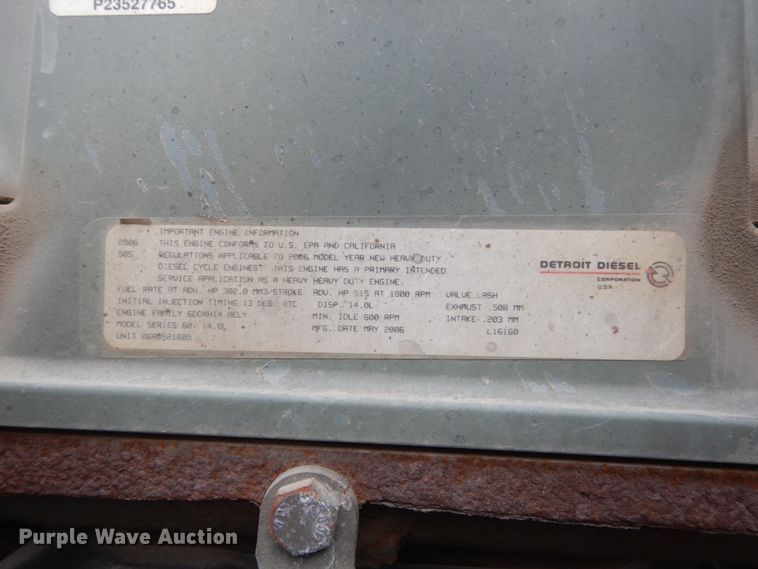 P23527765
IMPORTANT ENGINE INFORMATION
2006 THIS ENGINE CONFORMS TO U.S. EPA AND CALIFORNIA
505 REGULATIONS APPLICABLE TO 2006 MODEL YEAR NEW HEAVY DUTY
DIESEL CYCLE ENGINES. THIS ENGINE HAS A PRIMARY INTENDED
SERVICE APPLICATION AS A HEAVY HEAVY DUTY ENGINE.
FUEL RATE AT ADV. HP 302.0 MM3/STROKE ADV. HP 515 AT 1800 RPM VALVE LASH
INITIAL INJECTION TIMING 13 DEG. BTC DISP. 14.0L EXHAUST .508 MM
ENGINE FAMILY 6DDXH14.0ELY MIN. IDLE 600 RPM INTAKE: .203 MM
MODEL SERIES 60- 14.0L MFG. DATE MAY 2006 L16160
UNIT 06R0921605
DETROIT DIESEL
CORPORATION
U.S.A
Purple Wave Auction